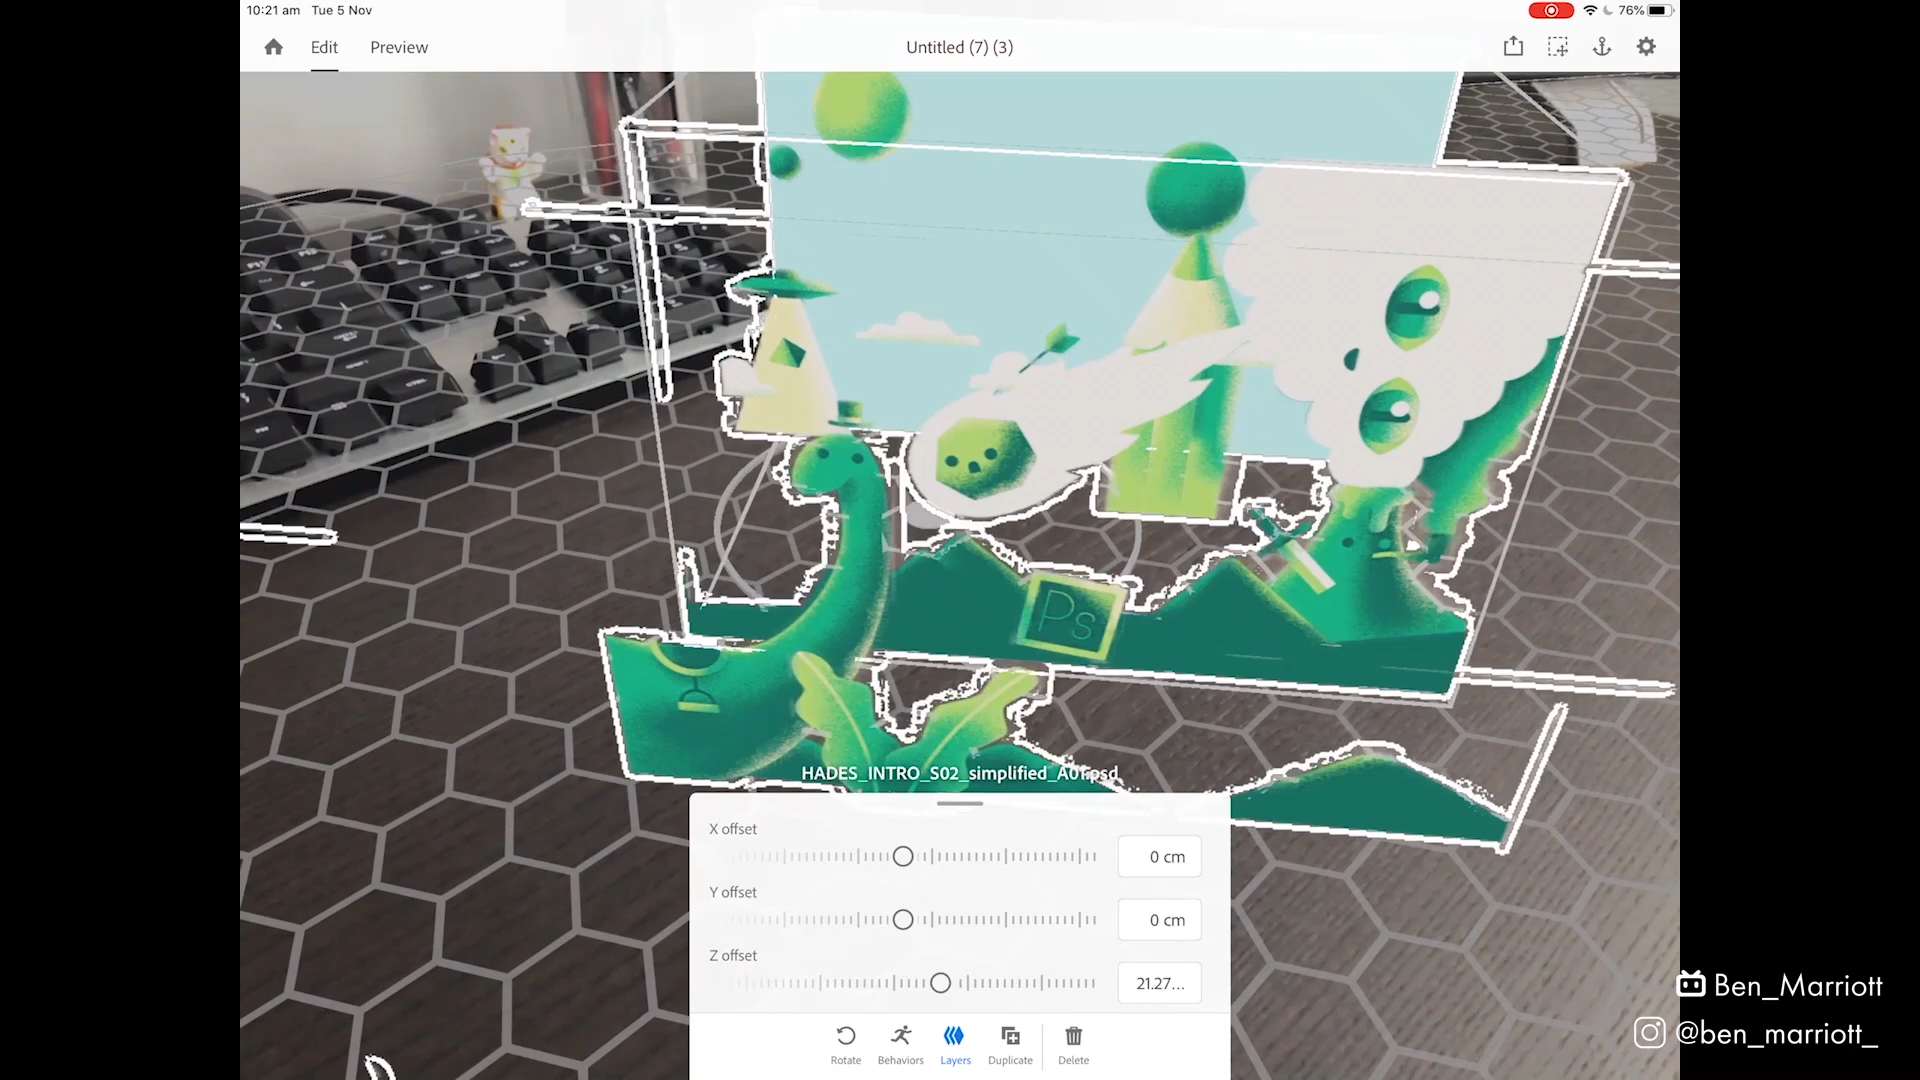 10:21 am Tue 5 Nov
76%
Edit Preview Untitled (7) (3)
Ps
HADES_INTRO_S02_simplified_A01.psd
X offset
0 cm
Y offset
0 cm
Z offset
21.27...
Rotate Behaviors Layers Duplicate Delete
Ben_Marriott
@ben_marriott_